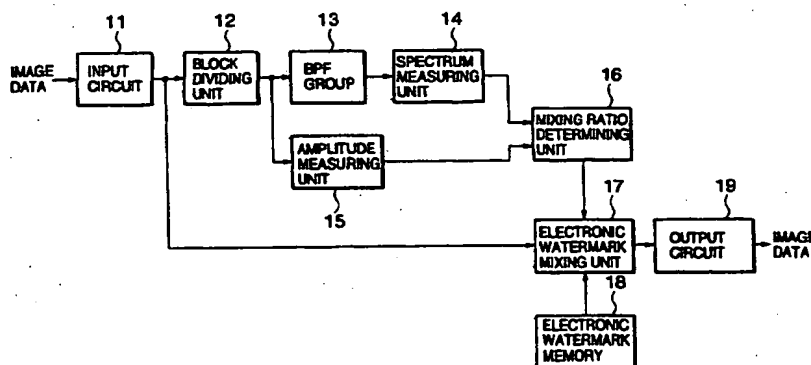 11
12
13
14
IMAGE
DATA
INPUT
CIRCUIT
BLOCK
DIVIDING
UNIT
BPF
GROUP
SPECTRUM
MEASURING
UNIT
16
MIXING RATIO
DETERMINING
UNIT
AMPLITUDE
MEASURING
UNIT
15
17
19
ELECTRONIC
WATERMARK
MIXING UNIT
OUTPUT
CIRCUIT
IMAGE
DATA
18
ELECTRONIC
WATERMARK
MEMORY